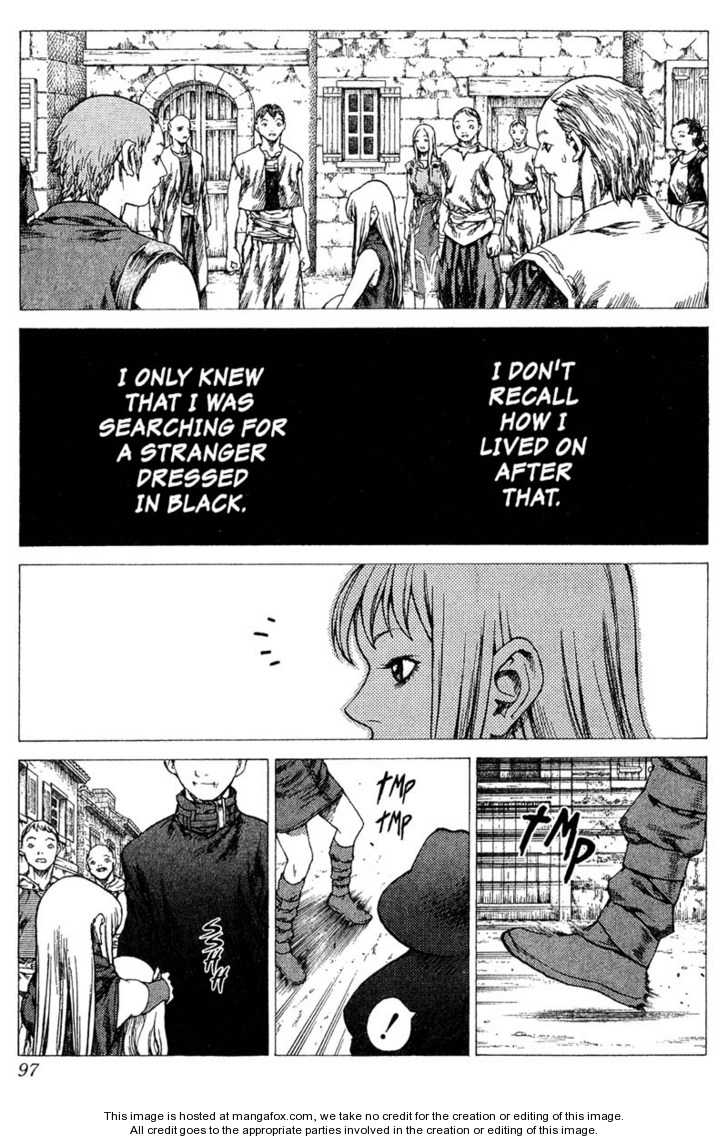 I DON'T
RECALL
HOW I
LIVED ON
AFTER
THAT.
I ONLY KNEW
THAT I WAS
SEARCHING FOR
A STRANGER
DRESSED
IN BLACK.
TMP
TMP
TMP
!
97
This image is hosted at mangafox.com, we take no credit for the creation or editing of this image.
All credit goes to the appropriate parties involved in the creation or editing of this image.